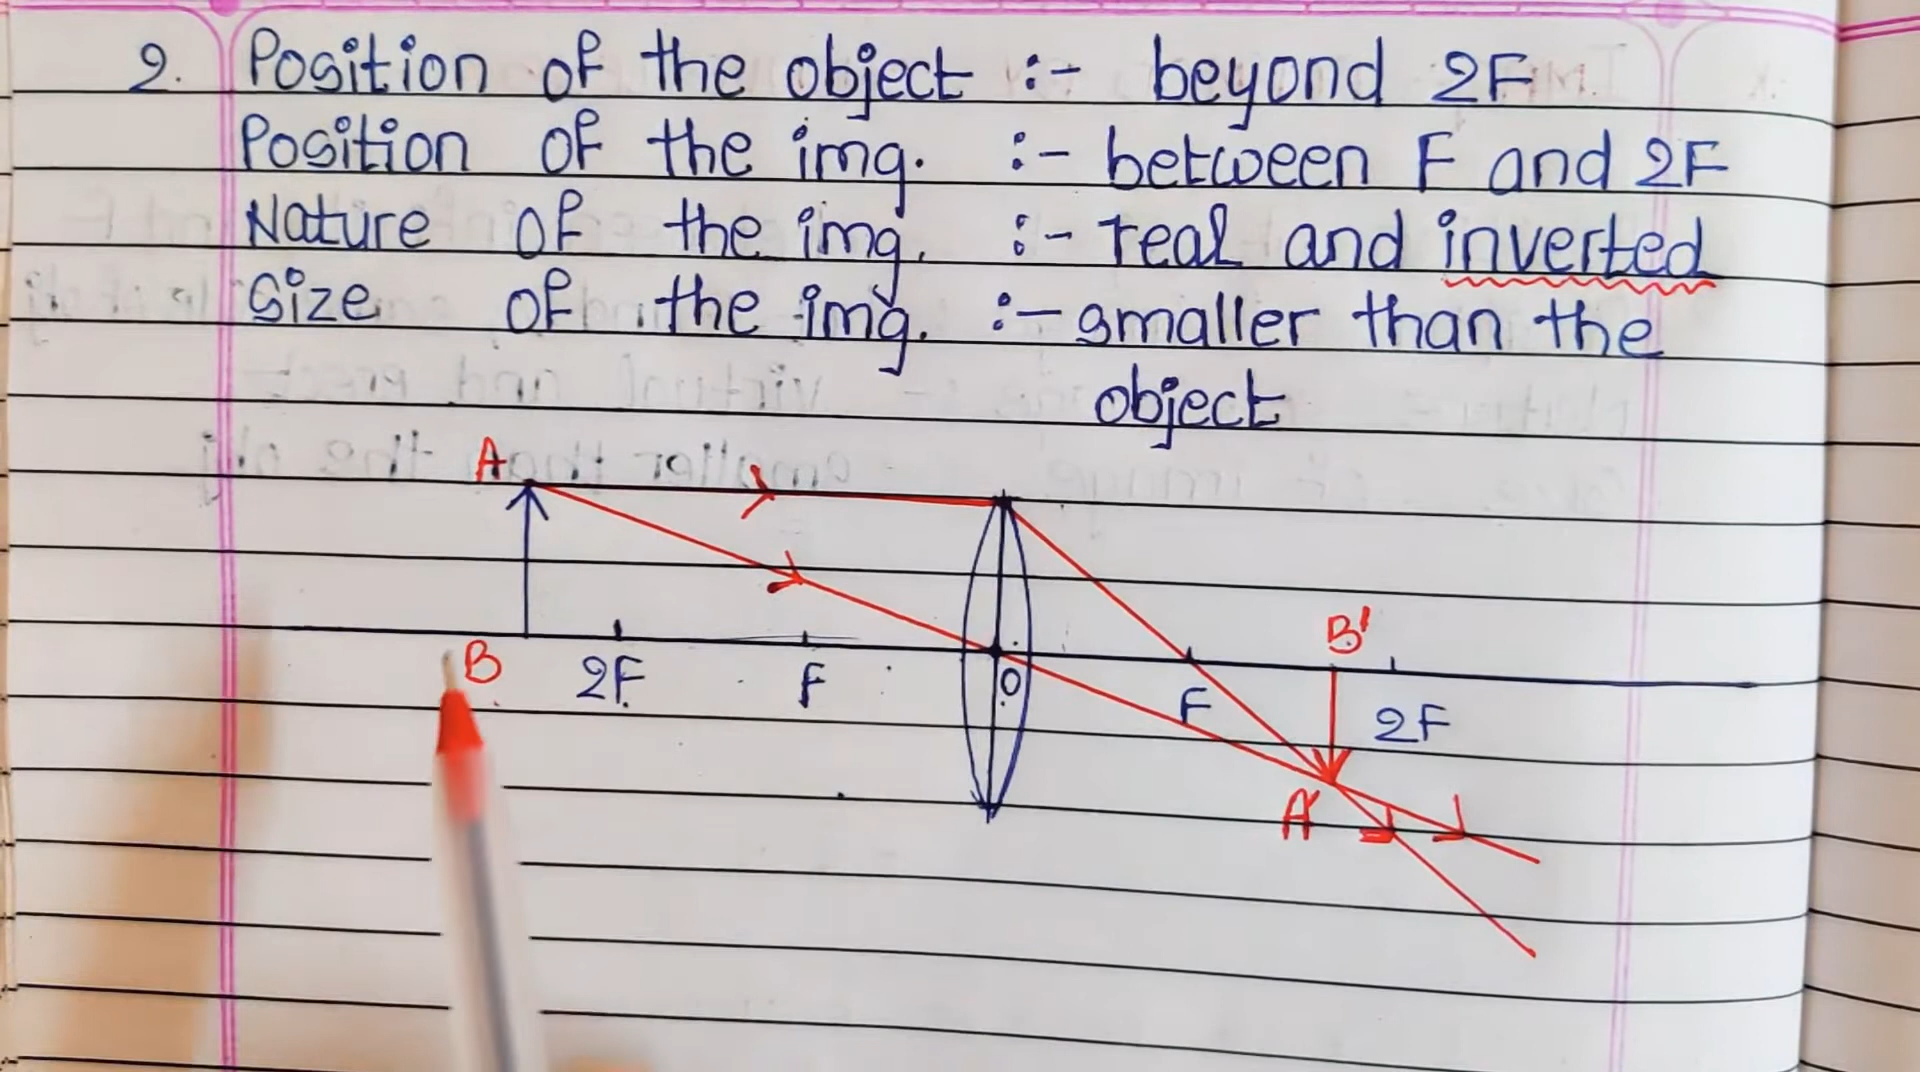 2. Position of the object :- beyond 2F
Position of the img. :- between F and 2F
Nature of the img. :- real and inverted
Size of the img. :- smaller than the
object
A
B'
B 2F F O F 2F
A'